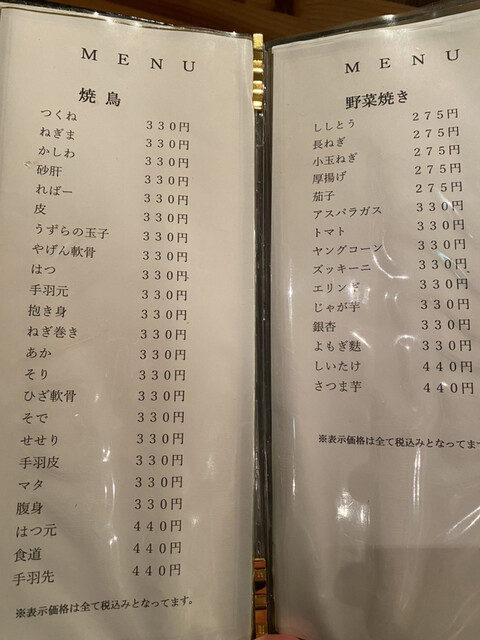 MENU
焼鳥
つくね 330円
ねぎま 330円
かしわ 330円
砂肝 330円
ればー 330円
皮 330円
うずらの玉子 330円
やげん軟骨 330円
はつ 330円
手羽元 330円
抱き身 330円
ねぎ巻き 330円
あか 330円
そり 330円
ひざ軟骨 330円
そで 330円
せせり 330円
手羽皮 330円
マタ 330円
腹身 330円
はつ元 440円
食道 440円
手羽先 440円
※表示価格は全て税込みとなってます。
MENU
野菜焼き
ししとう 275円
長ねぎ 275円
小玉ねぎ 275円
厚揚げ 275円
茄子 275円
アスパラガス 330円
トマト 330円
ヤングコーン 330円
ズッキーニ 330円
エリンギ 330円
じゃが芋 330円
銀杏 330円
よもぎ麩 330円
しいたけ 440円
さつま芋 440円
※表示価格は全て税込みとなってます